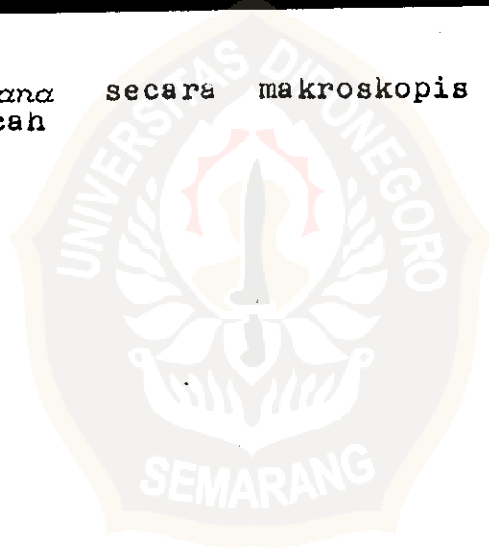 ana secara makroskopis
cah
UNIVERSITAS DIPONEGORO
SEMARANG